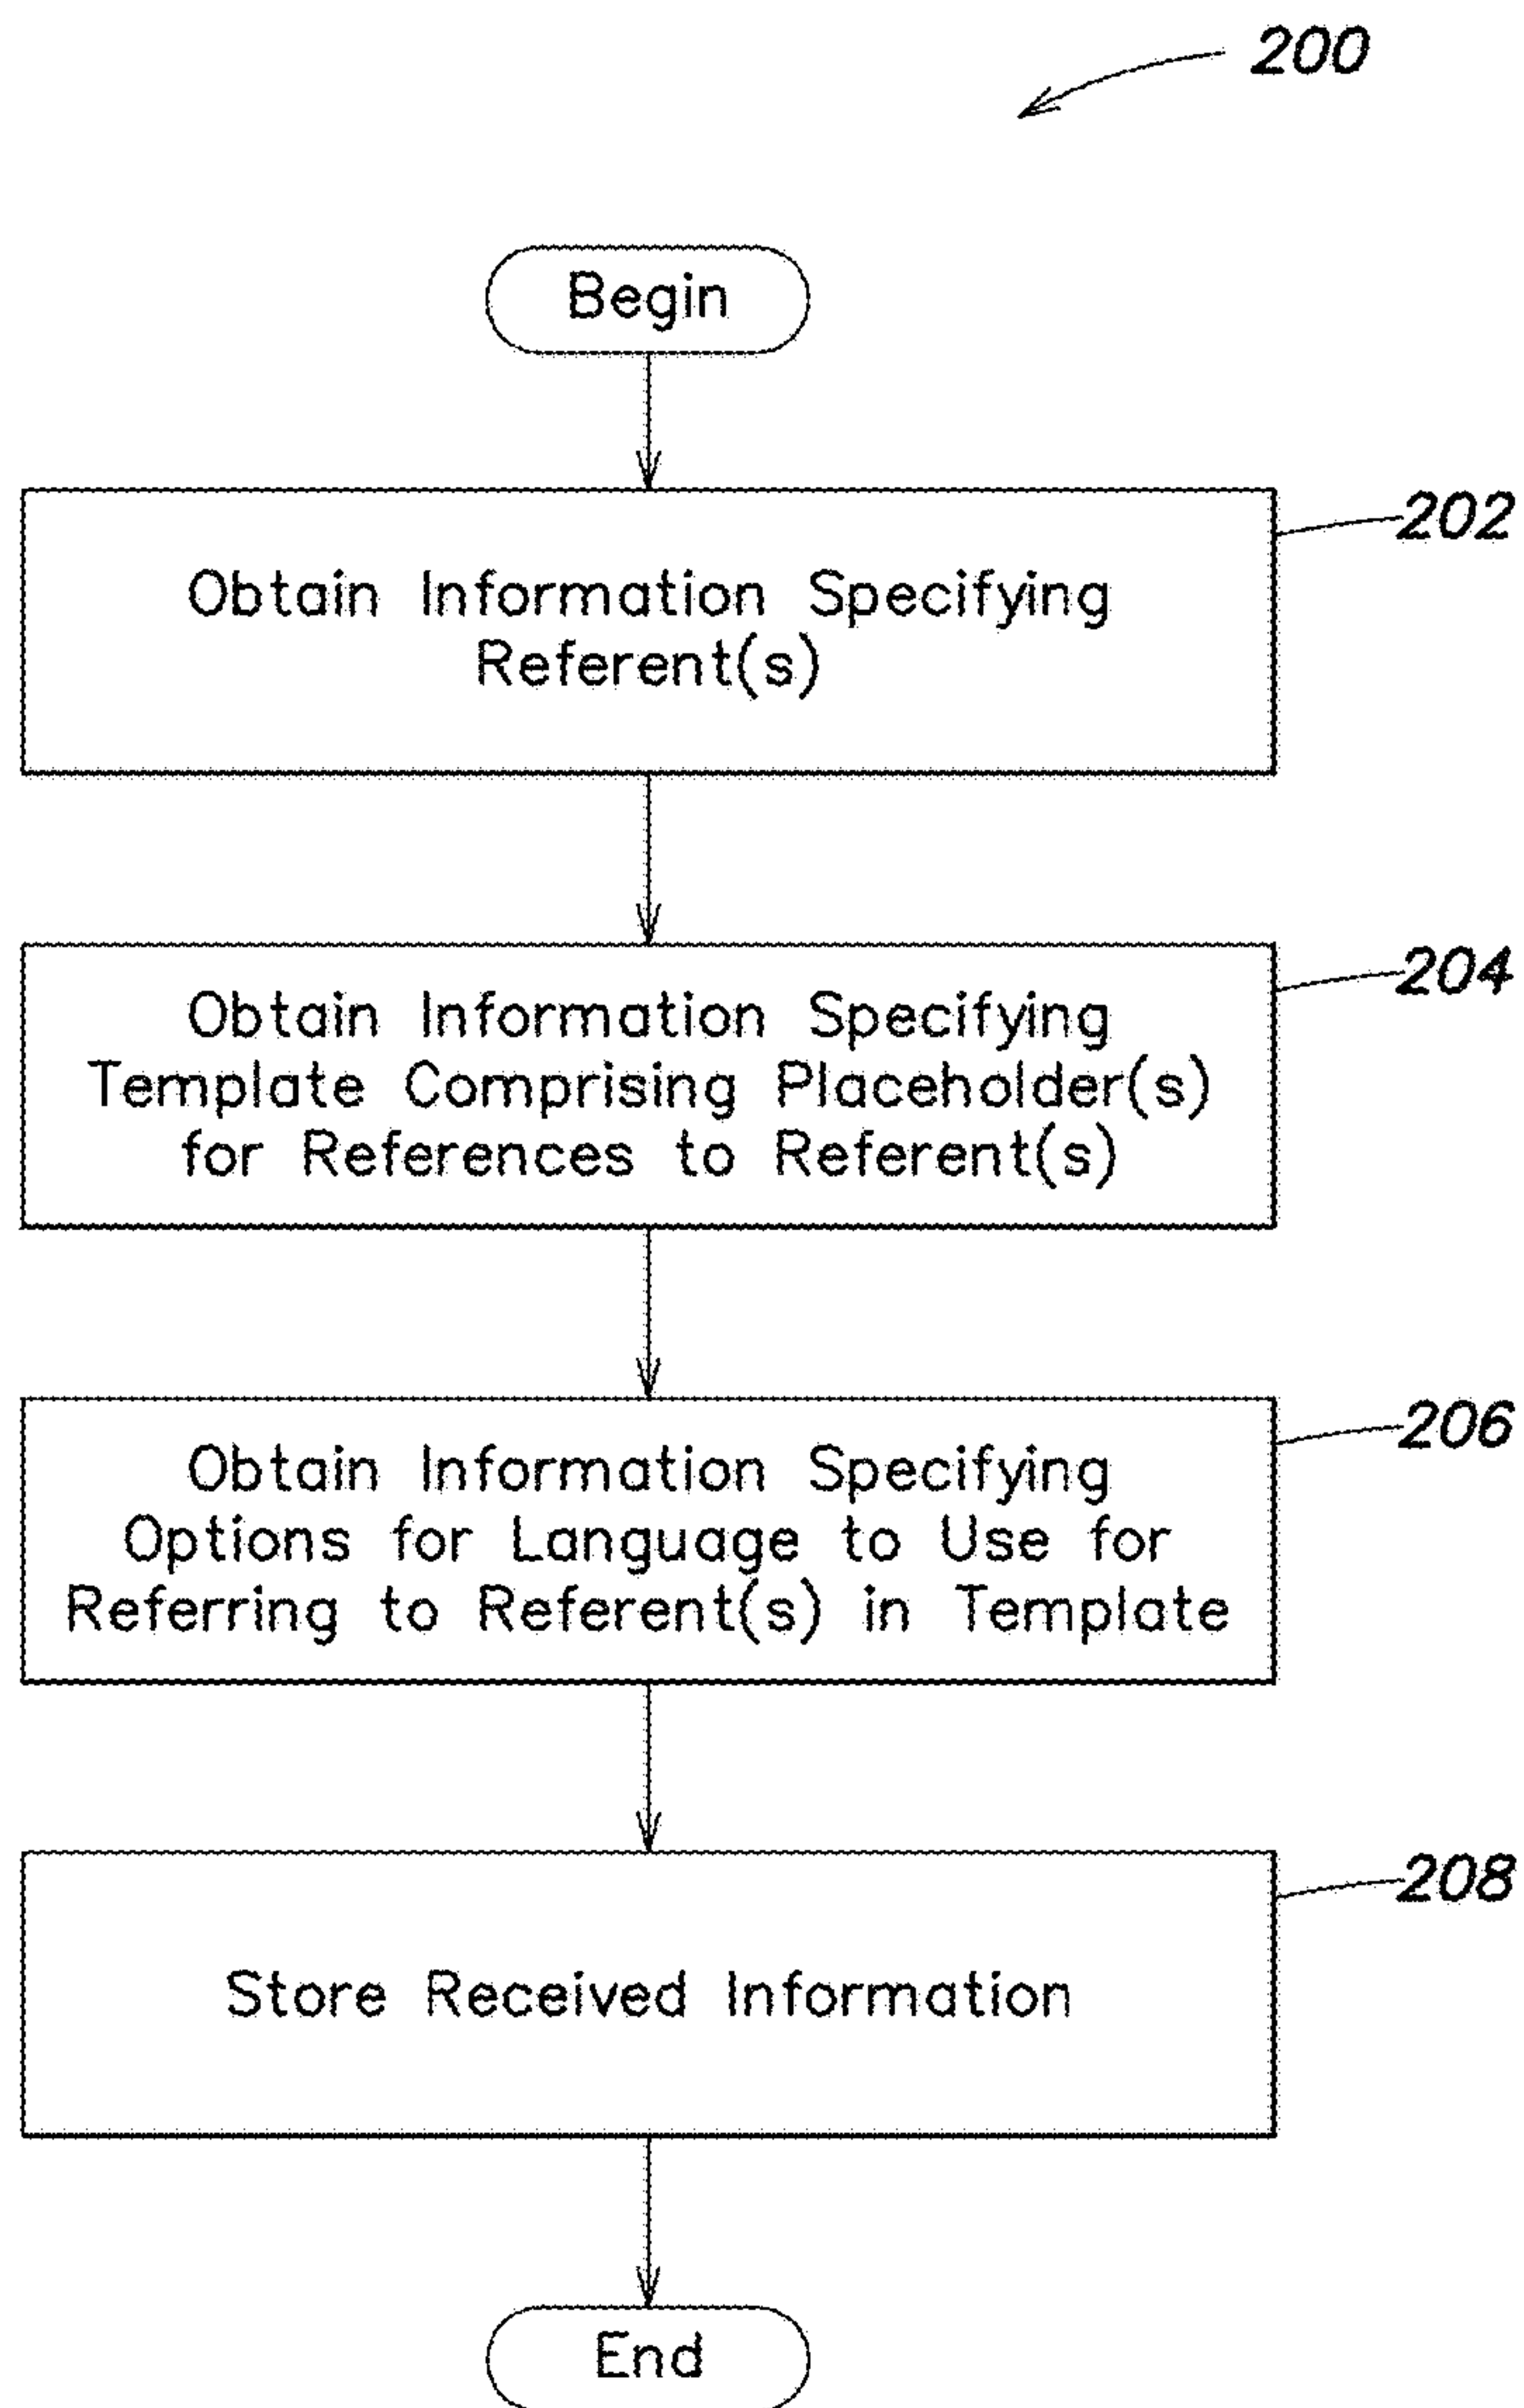 200
Begin
202
Obtain Information Specifying
Referent(s)
204
Obtain Information Specifying
Template Comprising Placeholder(s)
for References to Referent(s)
206
Obtain Information Specifying
Options for Language to Use for
Referring to Referent(s) in Template
208
Store Received Information
End